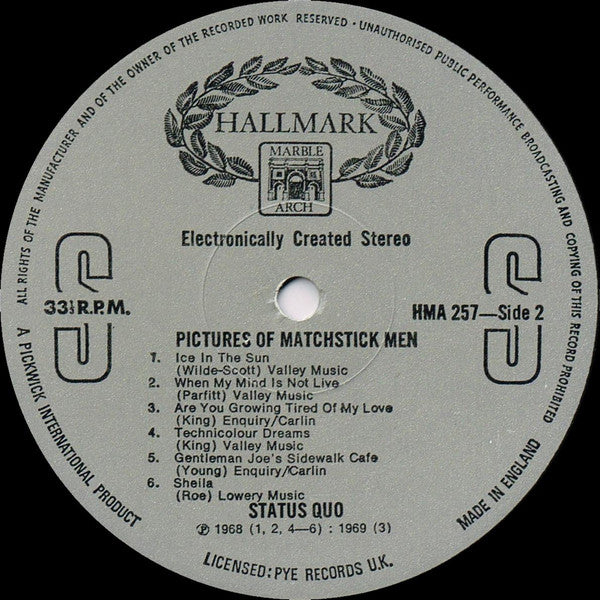 ALL RIGHTS OF THE MANUFACTURER AND OF THE OWNER OF THE RECORDED WORK RESERVED · UNAUTHORISED PUBLIC PERFORMANCE BROADCASTING AND COPYING OF THIS RECORD PROHIBITED
HALLMARK
MARBLE
ARCH
Electronically Created Stereo
33⅓ R.P.M.
HMA 257—Side 2
PICTURES OF MATCHSTICK MEN
1. Ice In The Sun
(Wilde-Scott) Valley Music
2. When My Mind Is Not Live
(Parfitt) Valley Music
3. Are You Growing Tired Of My Love
(King) Enquiry/Carlin
4. Technicolour Dreams
(King) Valley Music
5. Gentleman Joe's Sidewalk Cafe
(Young) Enquiry/Carlin
6. Sheila
(Roe) Lowery Music
STATUS QUO
Ⓟ 1968 (1, 2, 4—6) : 1969 (3)
A PICKWICK INTERNATIONAL PRODUCT
LICENSED: PYE RECORDS U.K.
MADE IN ENGLAND